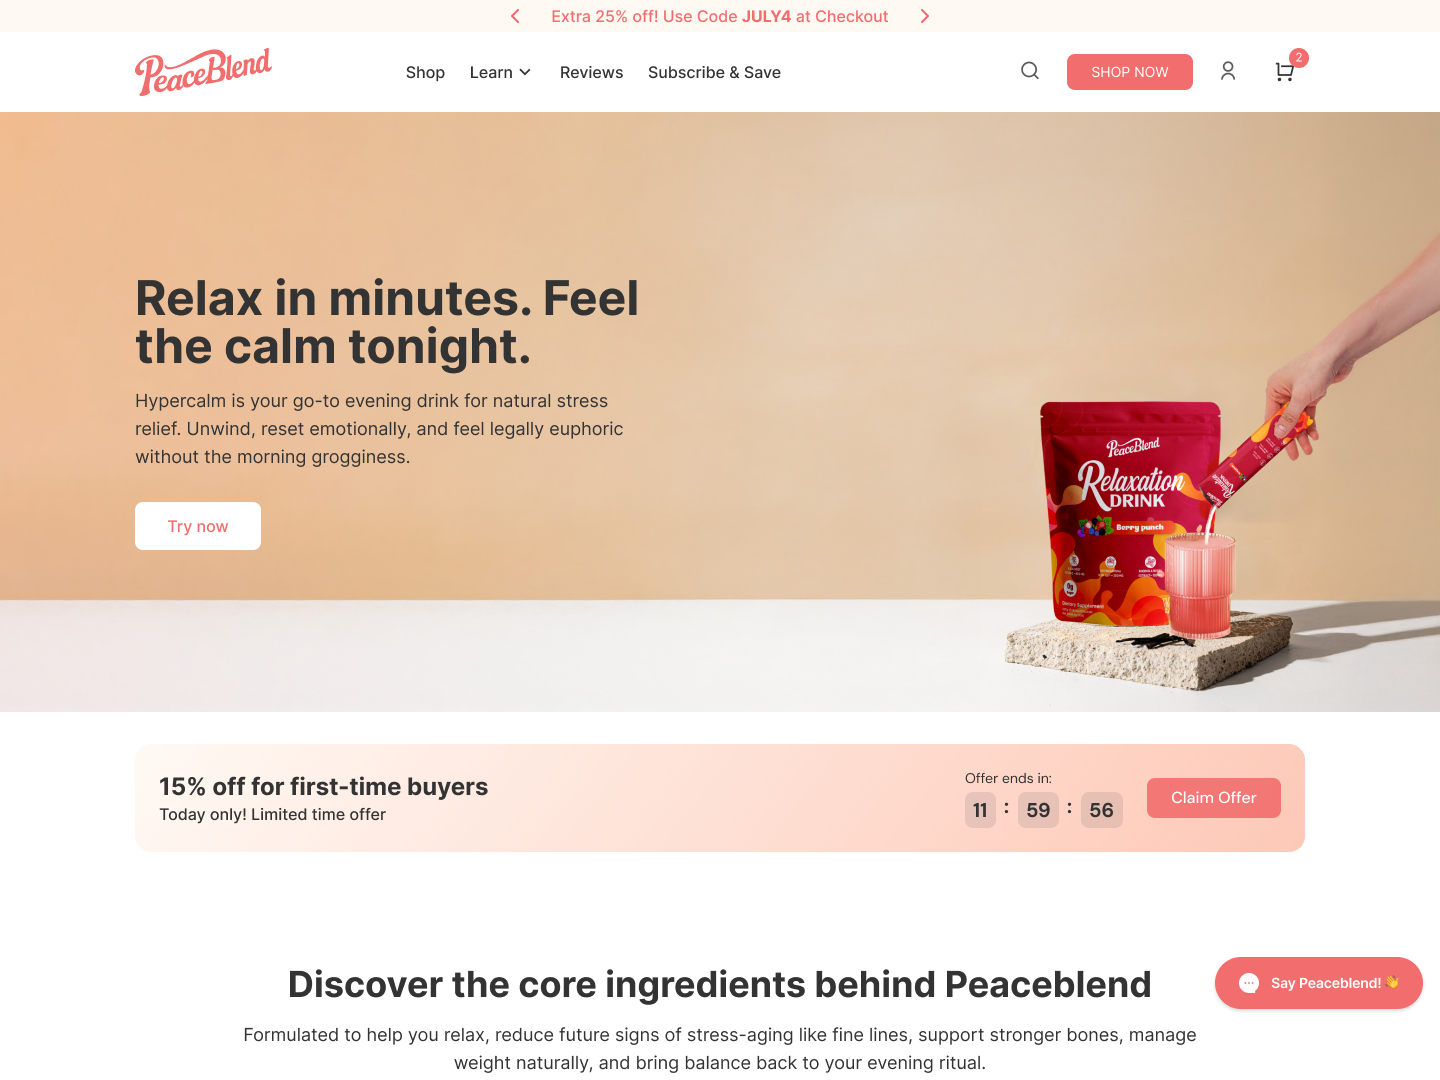 Extra 25% off! Use Code JULY4 at Checkout
PeaceBlend
Shop
Learn
Reviews
Subscribe & Save
SHOP NOW
2
Relax in minutes. Feel
the calm tonight.
Hypercalm is your go-to evening drink for natural stress
relief. Unwind, reset emotionally, and feel legally euphoric
without the morning grogginess.
Try now
PeaceBlend
Relaxation
DRINK
Berry punch
Dietary Supplement
15% off for first-time buyers
Today only! Limited time offer
Offer ends in:
11 : 59 : 56
Claim Offer
Discover the core ingredients behind Peaceblend
Formulated to help you relax, reduce future signs of stress-aging like fine lines, support stronger bones, manage
weight naturally, and bring balance back to your evening ritual.
Say Peaceblend! 👋